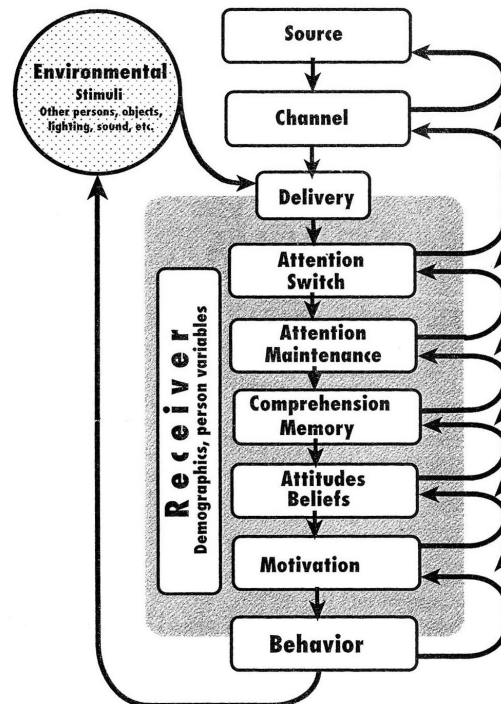 Source
Environmental
Stimuli
Other persons, objects,
lighting, sound, etc.
Channel
Delivery
Attention
Switch
Receiver
Demographics, person variables
Attention
Maintenance
Comprehension
Memory
Attitudes
Beliefs
Motivation
Behavior